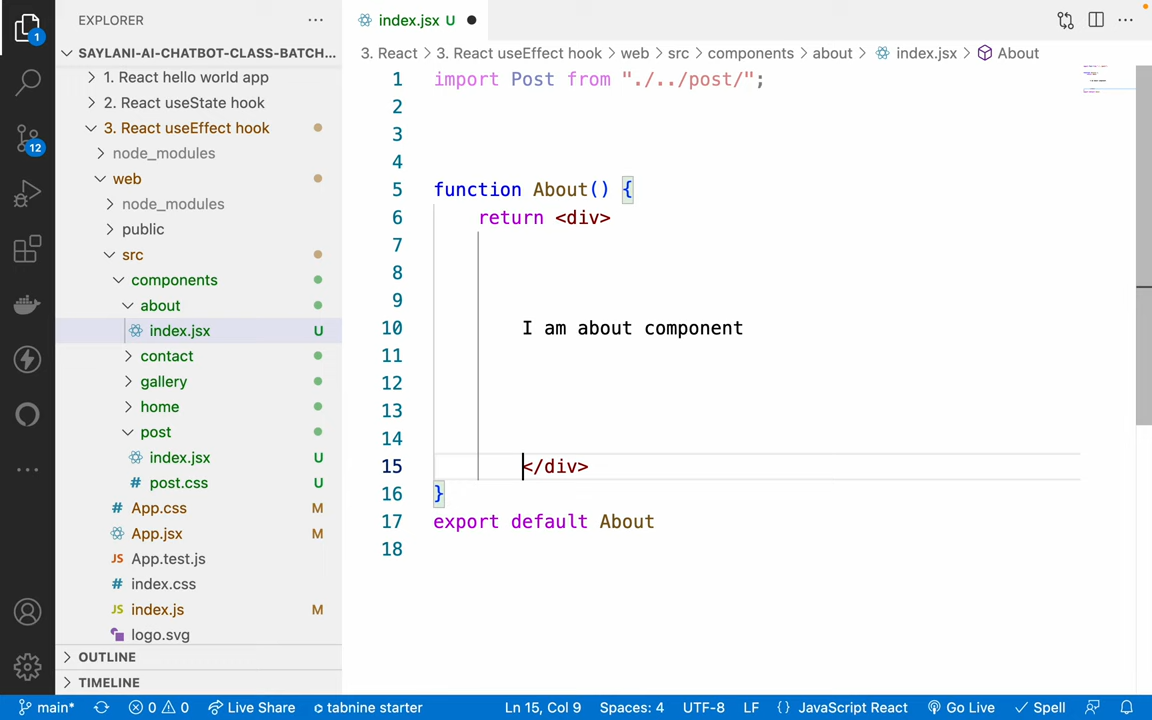 EXPLORER
SAYLANI-AI-CHATBOT-CLASS-BATCH...
1. React hello world app
2. React useState hook
3. React useEffect hook
node_modules
web
node_modules
public
src
components
about
index.jsx U
contact
gallery
home
post
index.jsx U
# post.css U
# App.css M
App.jsx M
JS App.test.js
# index.css
JS index.js M
logo.svg
OUTLINE
TIMELINE
1
12
index.jsx U
3. React > 3. React useEffect hook > web > src > components > about > index.jsx > About
1 import Post from "./../post/";
2
3
4
5 function About() {
6 return <div>
7
8
9
10 I am about component
11
12
13
14
15 </div>
16 }
17 export default About
18
main* 0 0 Live Share tabnine starter Ln 15, Col 9 Spaces: 4 UTF-8 LF {} JavaScript React Go Live Spell